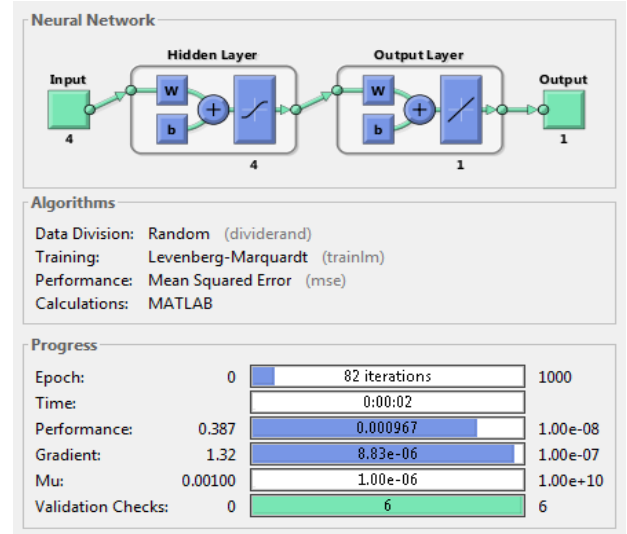 Neural Network
Hidden Layer Output Layer
Input Output
W W
+ +
b b
4 1
4 1
Algorithms
Data Division: Random (dividerand)
Training: Levenberg-Marquardt (trainlm)
Performance: Mean Squared Error (mse)
Calculations: MATLAB
Progress
Epoch: 0 82 iterations 1000
Time: 0:00:02
Performance: 0.387 0.000967 1.00e-08
Gradient: 1.32 8.83e-06 1.00e-07
Mu: 0.00100 1.00e-06 1.00e+10
Validation Checks: 0 6 6